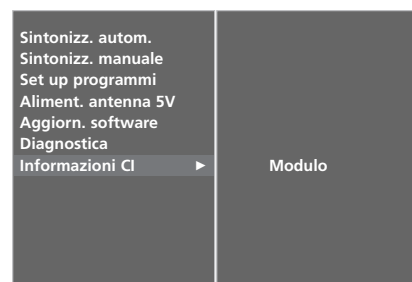 Sintonizz. autom.
Sintonizz. manuale
Set up programmi
Aliment. antenna 5V
Aggiorn. software
Diagnostica
Informazioni CI ►
Modulo